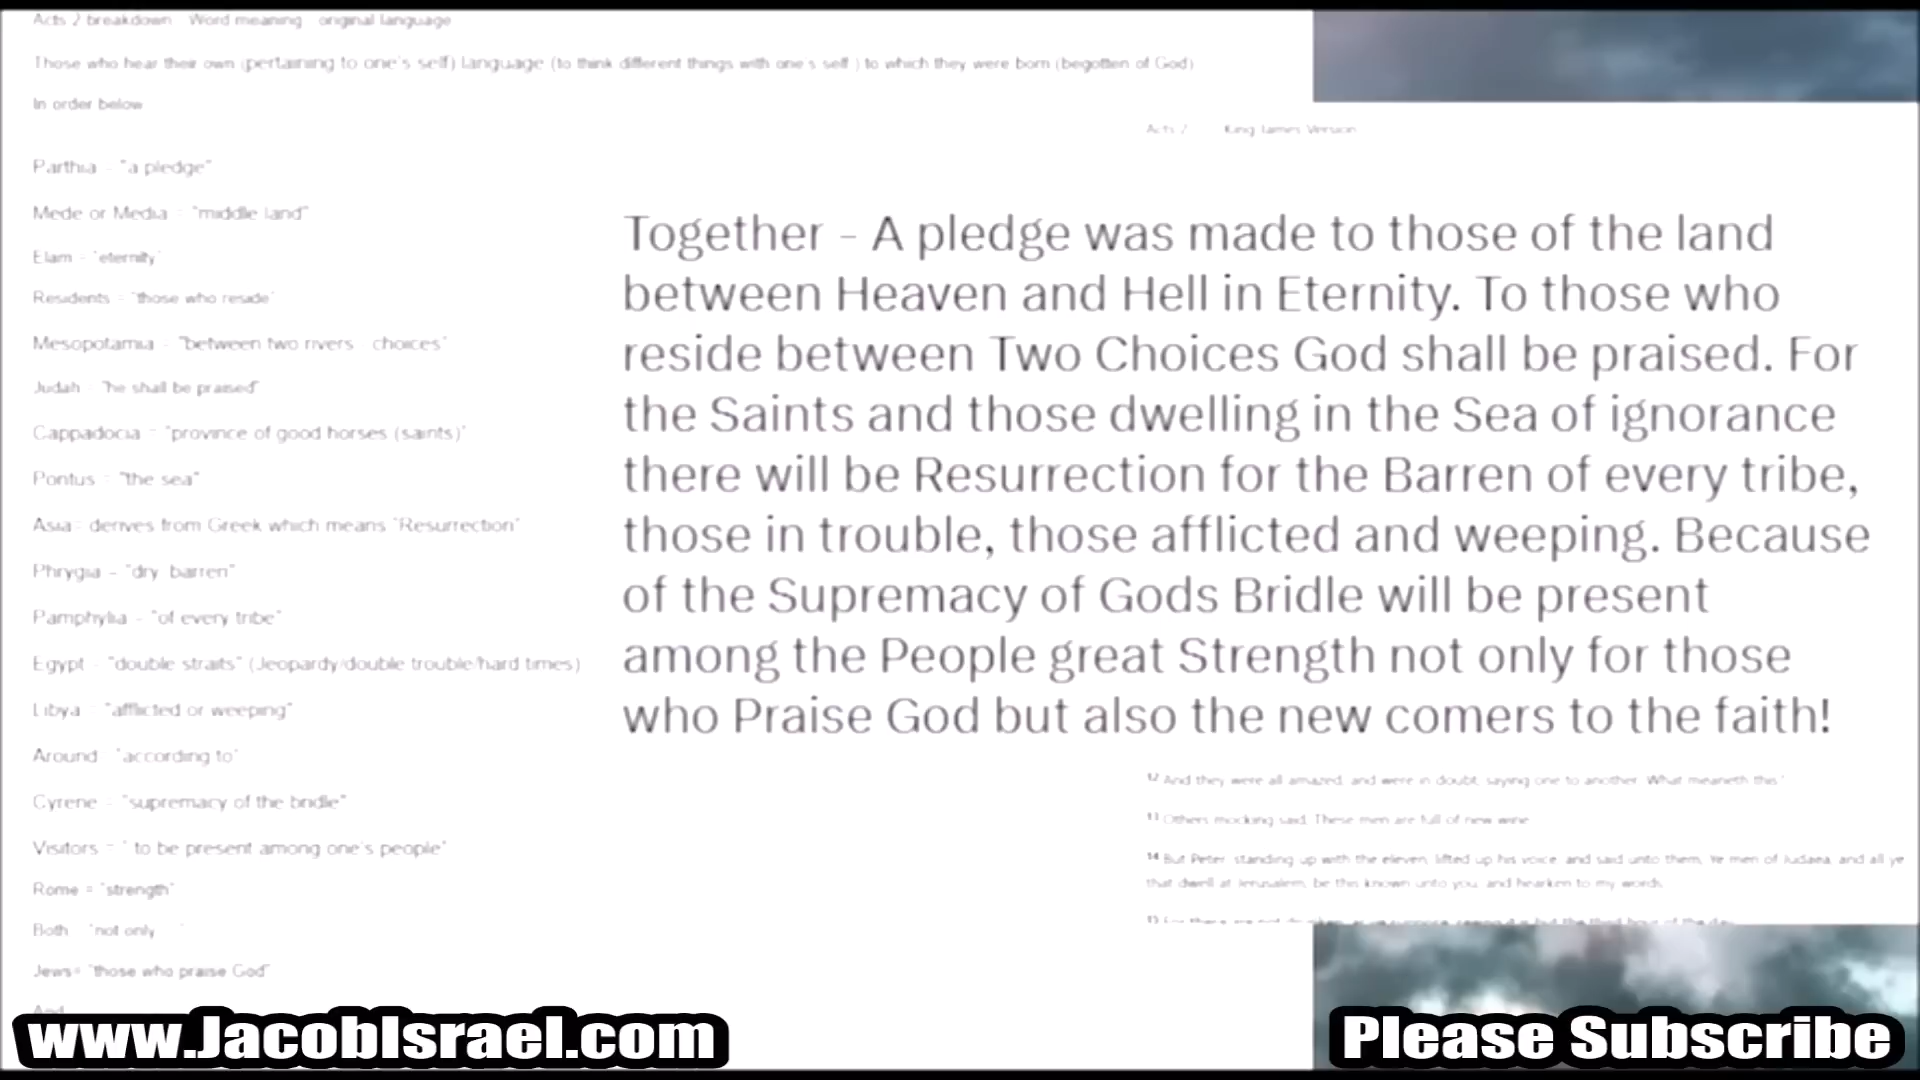 Acts 2 breakdown Word meaning original language
Those who hear their own (pertaining to one's self) language (to think different things with one's self ) to which they were born (begotten of God)
In order below
Parthia - "a pledge"
Mede or Media - "middle land"
Elam - "eternity"
Residents = "those who reside"
Mesopotamia - "between two rivers choices"
Judah - "he shall be praised"
Cappadocia = "province of good horses (saints)"
Pontus = "the sea"
Asia- derives from Greek which means "Resurrection"
Phrygia - "dry barren"
Pamphylia - "of every tribe"
Egypt - "double straits" (Jeopardy/double trouble/hard times)
Libya - "afflicted or weeping"
Around "according to"
Cyrene = "supremacy of the bridle"
Visitors = " to be present among one's people"
Rome = "strength"
Both "not only
Jews= "those who praise God"
And
Acts 2 King James Version
Together - A pledge was made to those of the land
between Heaven and Hell in Eternity. To those who
reside between Two Choices God shall be praised. For
the Saints and those dwelling in the Sea of ignorance
there will be Resurrection for the Barren of every tribe,
those in trouble, those afflicted and weeping. Because
of the Supremacy of Gods Bridle will be present
among the People great Strength not only for those
who Praise God but also the new comers to the faith!
12 And they were all amazed, and were in doubt, saying one to another, What meaneth this?
13 Others mocking said, These men are full of new wine.
14 But Peter, standing up with the eleven, lifted up his voice, and said unto them, Ye men of Judaea, and all ye
that dwell at Jerusalem, be this known unto you, and hearken to my words
www.JacobIsrael.com
Please Subscribe